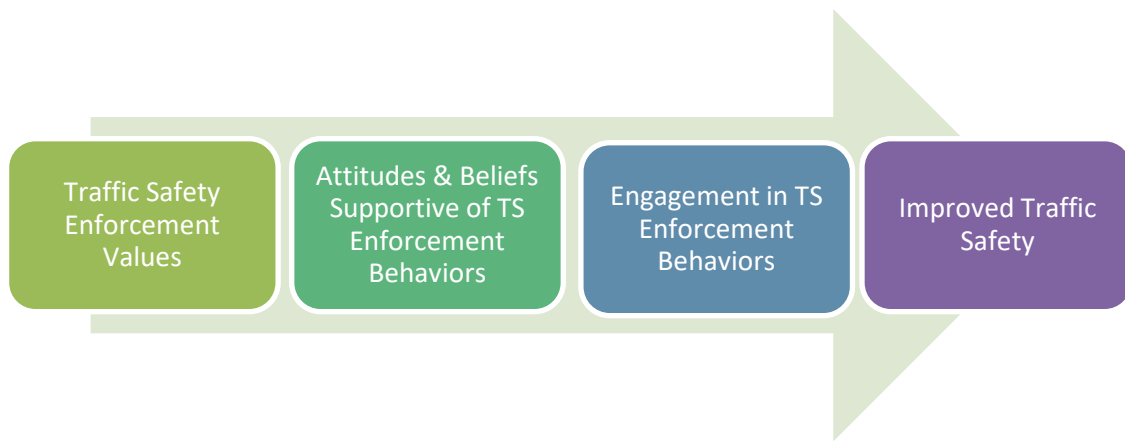 Traffic Safety
Enforcement
Values
Attitudes & Beliefs
Supportive of TS
Enforcement
Behaviors
Engagement in TS
Enforcement
Behaviors
Improved Traffic
Safety